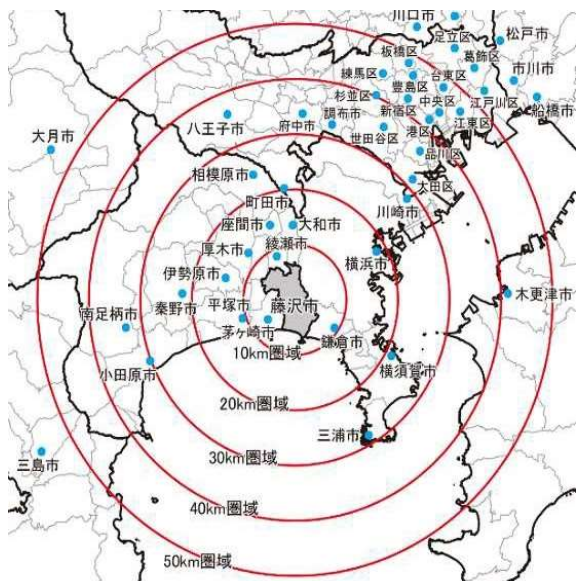 川口市
足立区
松戸市
板橋区
葛飾区
練馬区
台東区
市川市
豊島区
杉並区
中央区
新宿区
江戸川区
船橋市
大月市
八王子市
府中市
調布市
港区
江東区
世田谷区
品川区
相模原市
町田市
太田区
川崎市
座間市
大和市
綾瀬市
厚木市
横浜市
伊勢原市
木更津市
秦野市
平塚市
藤沢市
南足柄市
茅ヶ崎市
鎌倉市
10km圏域
小田原市
横須賀市
20km圏域
三浦市
30km圏域
三島市
40km圏域
50km圏域